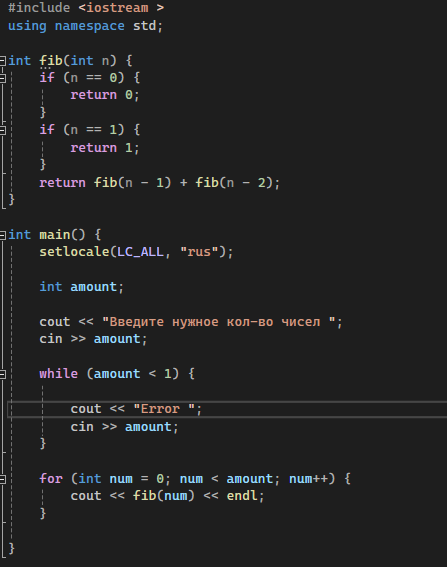 #include <iostream >
using namespace std;
int fib(int n) {
if (n == 0) {
return 0;
}
if (n == 1) {
return 1;
}
return fib(n - 1) + fib(n - 2);
}
int main() {
setlocale(LC_ALL, "rus");
int amount;
cout << "Введите нужное кол-во чисел ";
cin >> amount;
while (amount < 1) {
cout << "Error ";
cin >> amount;
}
for (int num = 0; num < amount; num++) {
cout << fib(num) << endl;
}
}